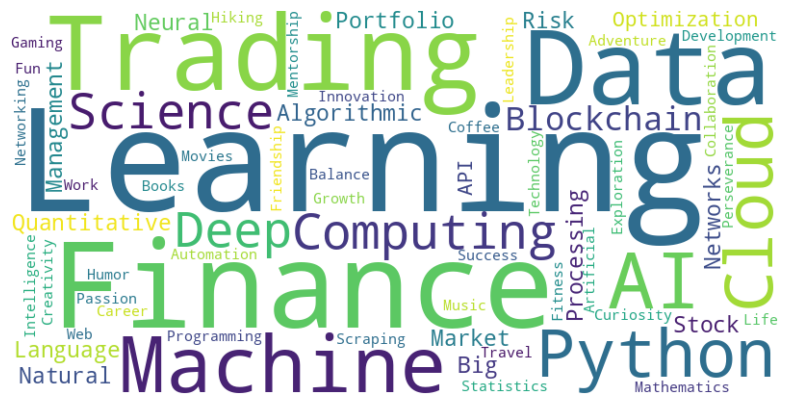 Trading
Neural
Hiking
Portfolio
Risk
Optimization
Gaming
Fun
Mentorship
Leadership
Adventure
Development
Data
Networking
Management
Science
Innovation
Algorithmic
Coffee
Blockchain
Collaboration
Learning
Work
Movies
Books
Friendship
Balance
Growth
API
Technology
Exploration
Networks
Perseverance
Cloud
Quantitative
Deep
Computing
Processing
Intelligence
Creativity
Automation
Success
Finance
Humor
Passion
Career
Music
Fitness
Artificial
AI
Curiosity
Stock
Life
Web
Language
Programming
Scraping
Market
Natural
Machine
Travel
Big
Statistics
Python
Mathematics